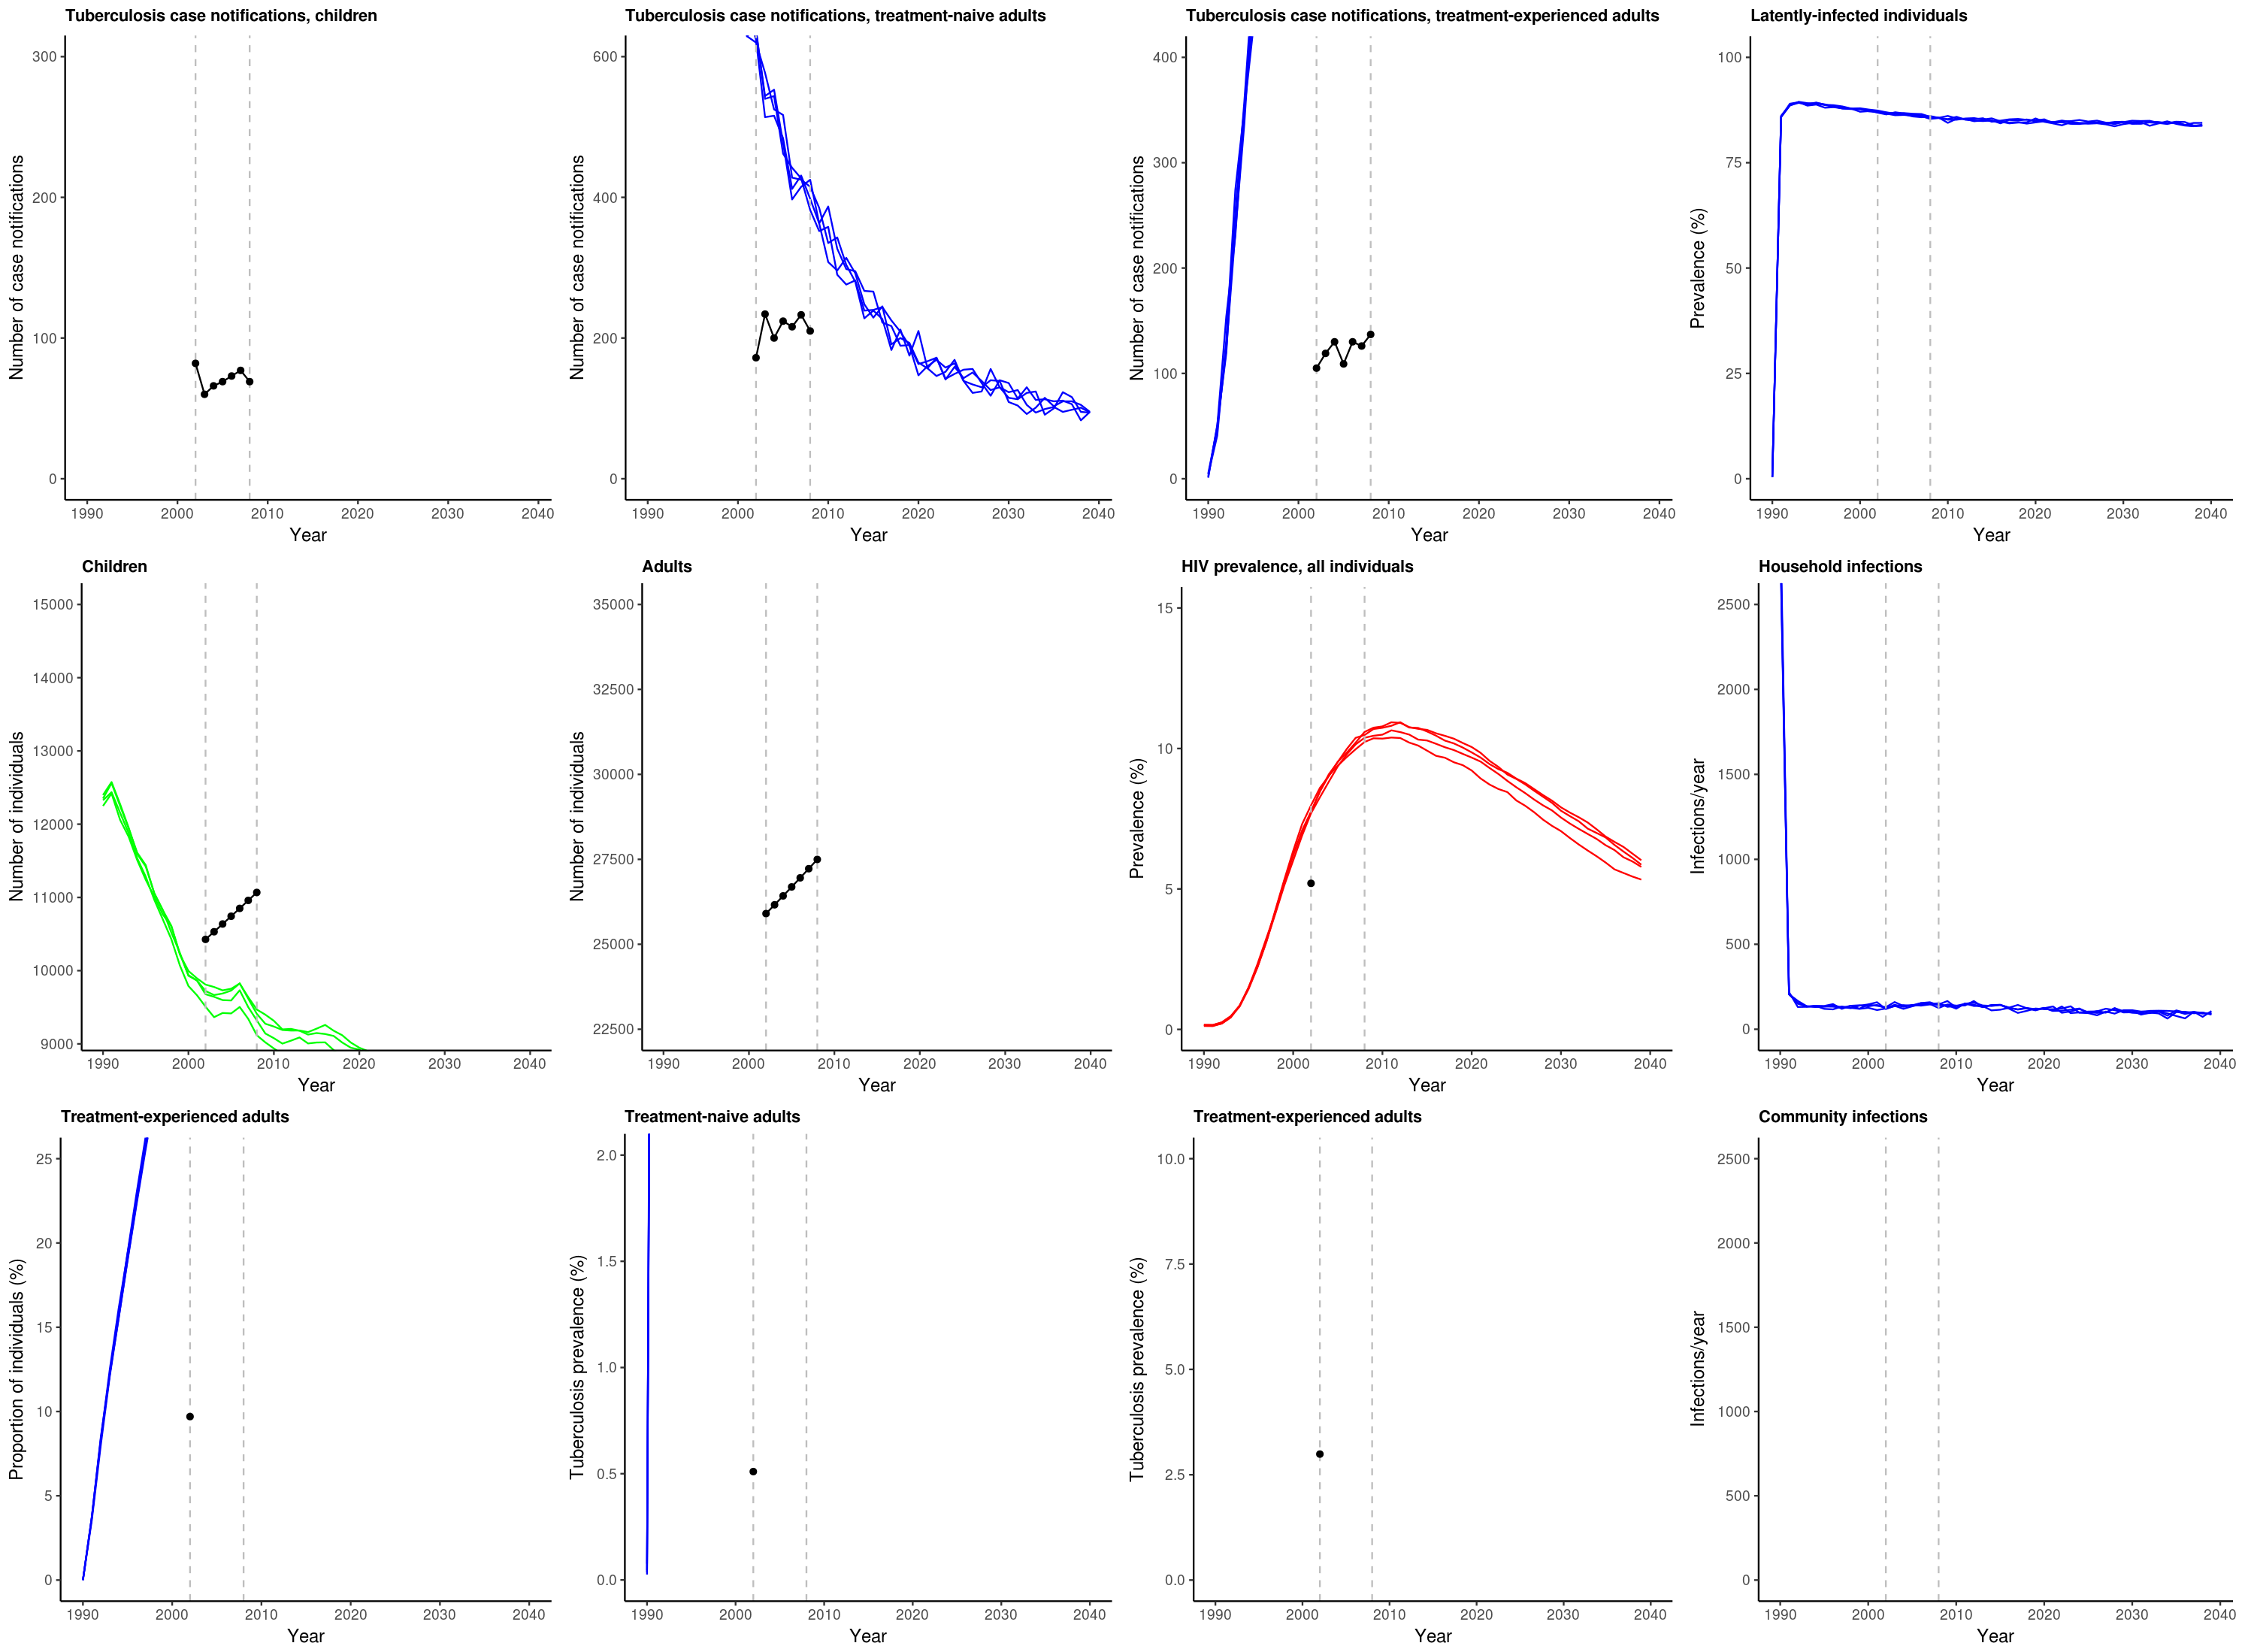 Tuberculosis case notifications, children
Number of case notifications
300
200
100
0
1990 2000 2010 2020 2030 2040
Year
Tuberculosis case notifications, treatment-naive adults
Number of case notifications
600
400
200
0
1990 2000 2010 2020 2030 2040
Year
Tuberculosis case notifications, treatment-experienced adults
Number of case notifications
400
300
200
100
0
1990 2000 2010 2020 2030 2040
Year
Latently-infected individuals
Prevalence (%)
100
75
50
25
0
1990 2000 2010 2020 2030 2040
Year
Children
Number of individuals
15000
14000
13000
12000
11000
10000
9000
1990 2000 2010 2020 2030 2040
Year
Adults
Number of individuals
35000
32500
30000
27500
25000
22500
1990 2000 2010 2020 2030 2040
Year
HIV prevalence, all individuals
Prevalence (%)
15
10
5
0
1990 2000 2010 2020 2030 2040
Year
Household infections
Infections/year
2500
2000
1500
1000
500
0
1990 2000 2010 2020 2030 2040
Year
Treatment-experienced adults
Proportion of individuals (%)
25
20
15
10
5
0
1990 2000 2010 2020 2030 2040
Year
Treatment-naive adults
Tuberculosis prevalence (%)
2.0
1.5
1.0
0.5
0.0
1990 2000 2010 2020 2030 2040
Year
Treatment-experienced adults
Tuberculosis prevalence (%)
10.0
7.5
5.0
2.5
0.0
1990 2000 2010 2020 2030 2040
Year
Community infections
Infections/year
2500
2000
1500
1000
500
0
1990 2000 2010 2020 2030 2040
Year